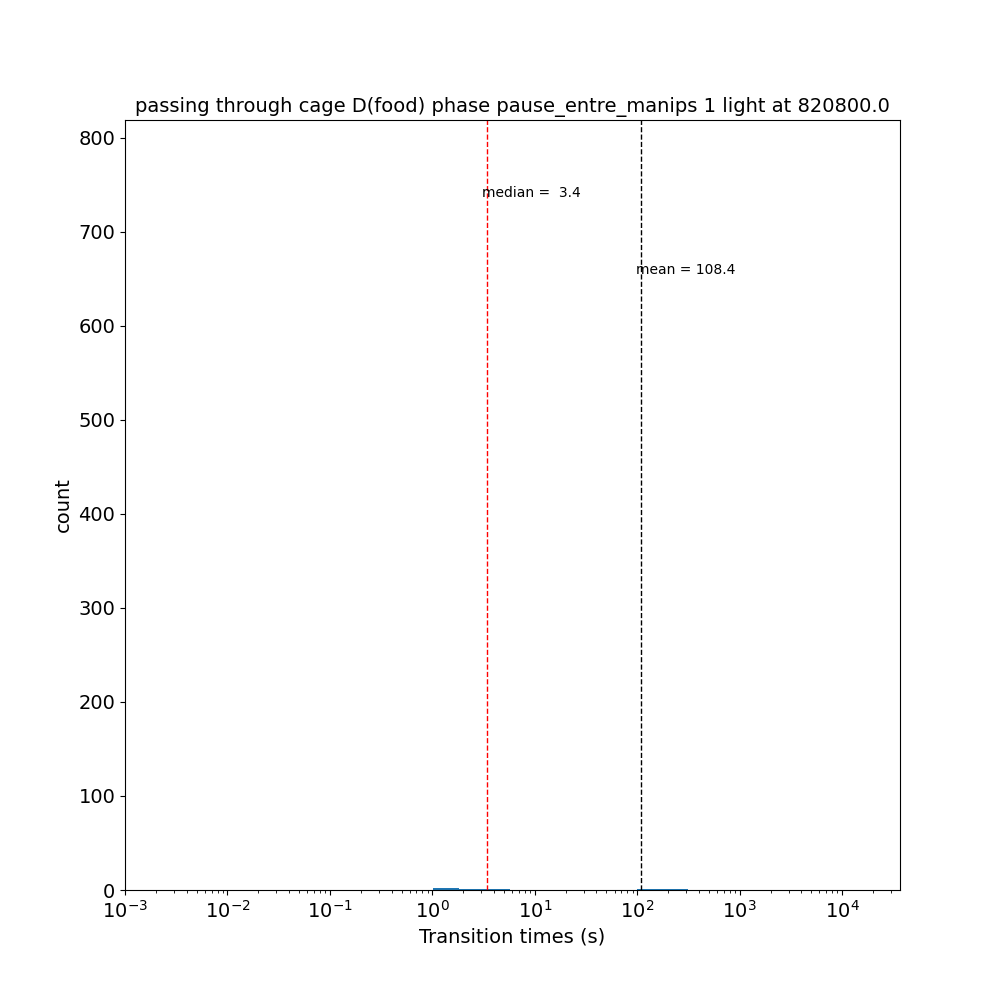 passing through cage D(food) phase pause_entre_manips 1 light at 820800.0
800
median =  3.4
700
mean = 108.4
600
500
count
400
300
200
100
0
10⁻³ 10⁻² 10⁻¹ 10⁰ 10¹ 10² 10³ 10⁴
Transition times (s)